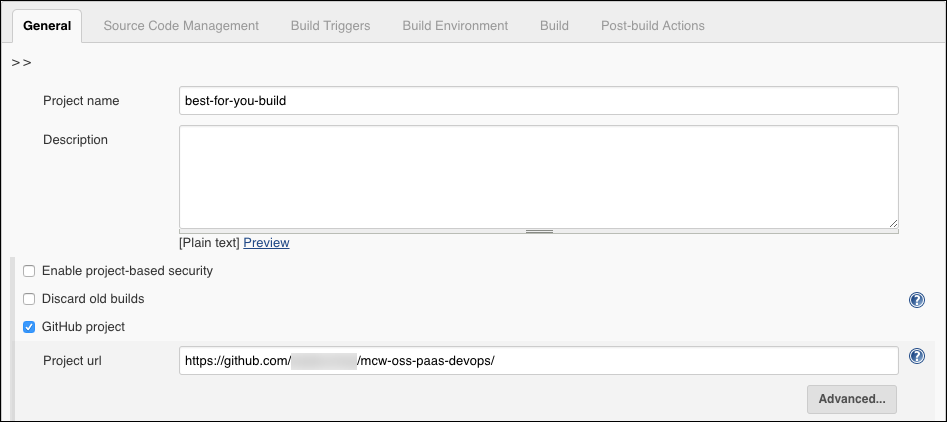 General Source Code Management Build Triggers Build Environment Build Post-build Actions
>>
Project name best-for-you-build
Description
[Plain text] Preview
Enable project-based security
Discard old builds
GitHub project
Project url https://github.com/ /mcw-oss-paas-devops/
Advanced...